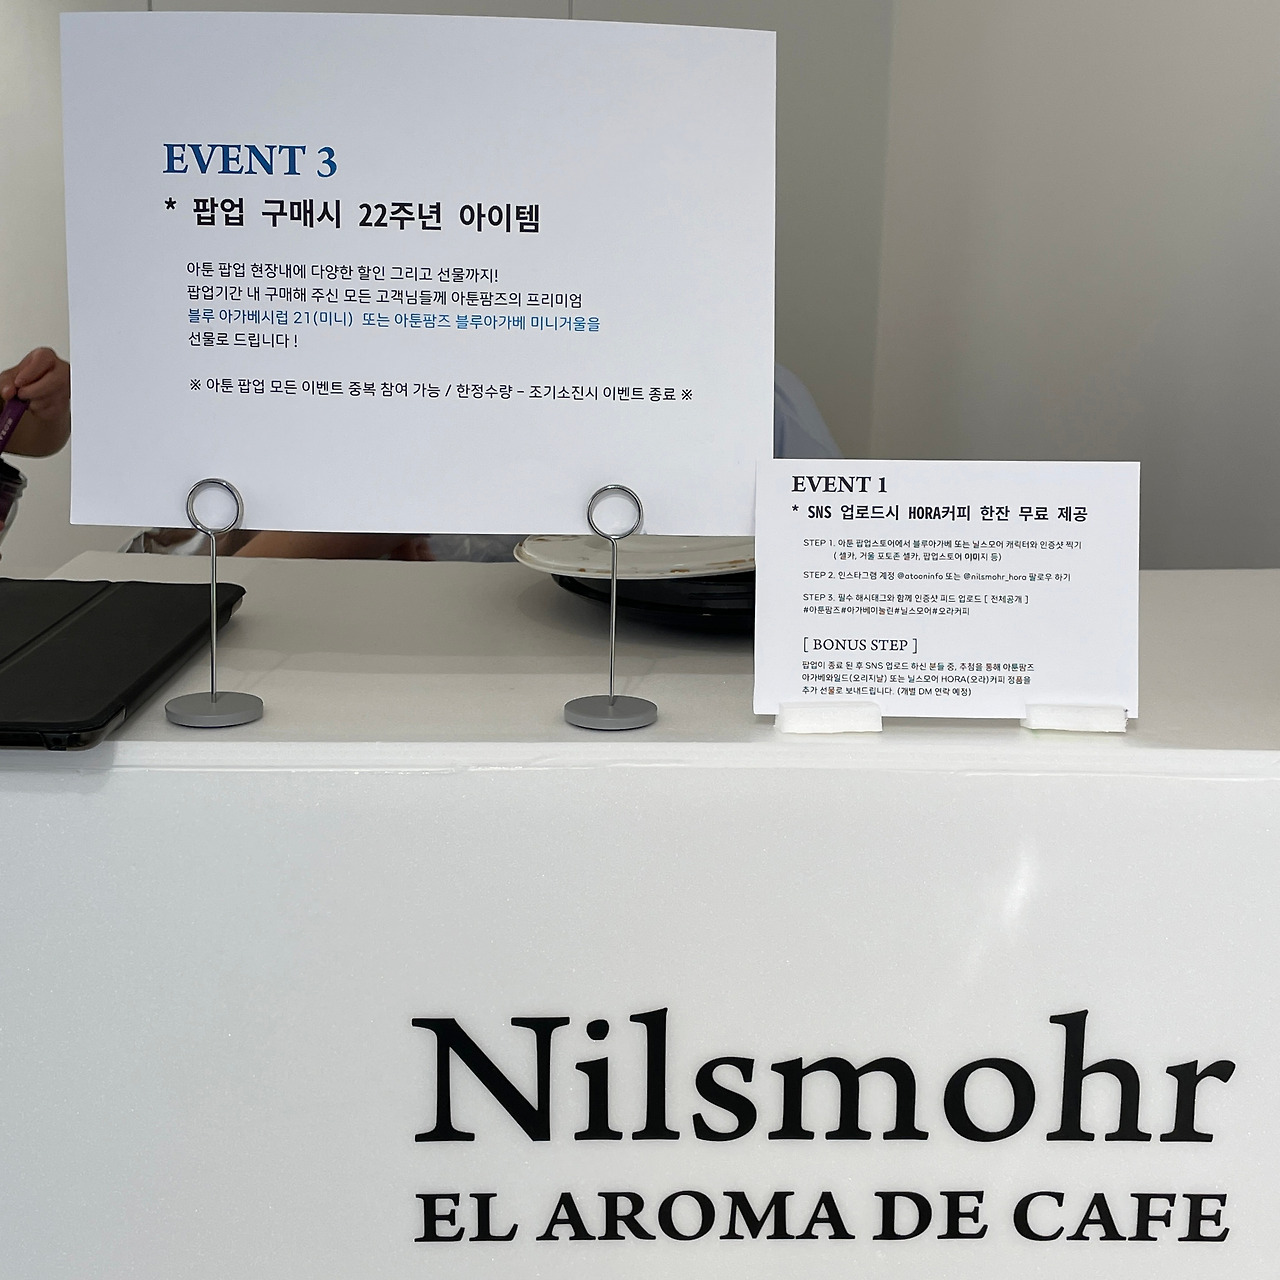 EVENT 3
* 팝업 구매시 22주년 아이템
아툰 팝업 현장내에 다양한 할인 그리고 선물까지!
팝업기간 내 구매해 주신 모든 고객님들께 아툰팜즈의 프리미엄
블루 아가베시럽 21(미니) 또는 아툰팜즈 블루아가베 미니거울을
선물로 드립니다 !
※ 아툰 팝업 모든 이벤트 중복 참여 가능 / 한정수량 - 조기소진시 이벤트 종료 ※
EVENT 1
* SNS 업로드시 HORA커피 한잔 무료 제공
STEP 1. 아툰 팝업스토어에서 블루아가베 또는 닐스모어 캐릭터와 인증샷 찍기
( 셀카, 거울 포토존 셀카, 팝업스토어 이미지 등)
STEP 2. 인스타그램 계정 @atooninfo 또는 @nilsmohr_hora 팔로우 하기
STEP 3. 필수 해시태그와 함께 인증샷 피드 업로드 [ 전체공개 ]
#아툰팜즈#아가베이눌린#닐스모어#오라커피
[ BONUS STEP ]
팝업이 종료 된 후 SNS 업로드 하신 분들 중, 추첨을 통해 아툰팜즈
아가베와일드(오리지날) 또는 닐스모어 HORA(오라)커피 정품을
추가 선물로 보내드립니다. (개별 DM 연락 예정)
Nilsmohr
EL AROMA DE CAFE